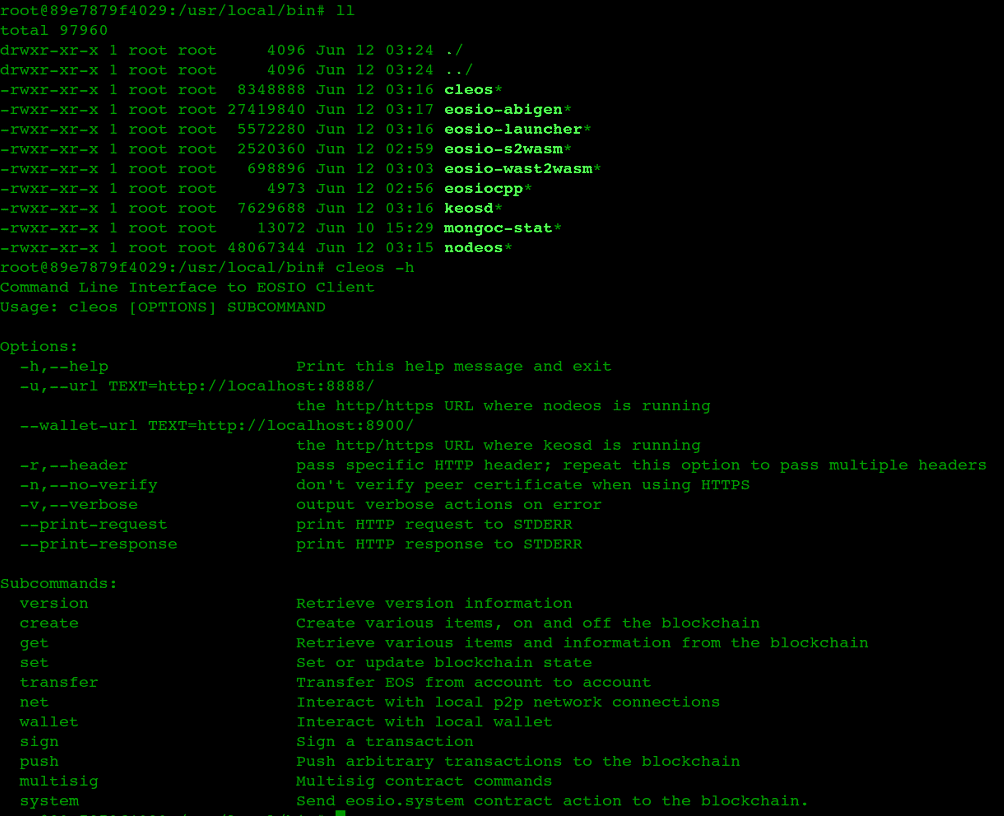 root@89e7879f4029:/usr/local/bin# ll
total 97960
drwxr-xr-x 1 root root     4096 Jun 12 03:24 ./
drwxr-xr-x 1 root root     4096 Jun 12 03:24 ../
-rwxr-xr-x 1 root root  8348888 Jun 12 03:16 cleos*
-rwxr-xr-x 1 root root 27419840 Jun 12 03:17 eosio-abigen*
-rwxr-xr-x 1 root root  5572280 Jun 12 03:16 eosio-launcher*
-rwxr-xr-x 1 root root  2520360 Jun 12 02:59 eosio-s2wasm*
-rwxr-xr-x 1 root root   698896 Jun 12 03:03 eosio-wast2wasm*
-rwxr-xr-x 1 root root     4973 Jun 12 02:56 eosiocpp*
-rwxr-xr-x 1 root root  7629688 Jun 12 03:16 keosd*
-rwxr-xr-x 1 root root    13072 Jun 10 15:29 mongoc-stat*
-rwxr-xr-x 1 root root 48067344 Jun 12 03:15 nodeos*
root@89e7879f4029:/usr/local/bin# cleos -h
Command Line Interface to EOSIO Client
Usage: cleos [OPTIONS] SUBCOMMAND

Options:
  -h,--help                   Print this help message and exit
  -u,--url TEXT=http://localhost:8888/
                              the http/https URL where nodeos is running
  --wallet-url TEXT=http://localhost:8900/
                              the http/https URL where keosd is running
  -r,--header                 pass specific HTTP header; repeat this option to pass multiple headers
  -n,--no-verify              don't verify peer certificate when using HTTPS
  -v,--verbose                output verbose actions on error
  --print-request             print HTTP request to STDERR
  --print-response            print HTTP response to STDERR

Subcommands:
  version                     Retrieve version information
  create                      Create various items, on and off the blockchain
  get                         Retrieve various items and information from the blockchain
  set                         Set or update blockchain state
  transfer                    Transfer EOS from account to account
  net                         Interact with local p2p network connections
  wallet                      Interact with local wallet
  sign                        Sign a transaction
  push                        Push arbitrary transactions to the blockchain
  multisig                    Multisig contract commands
  system                      Send eosio.system contract action to the blockchain.